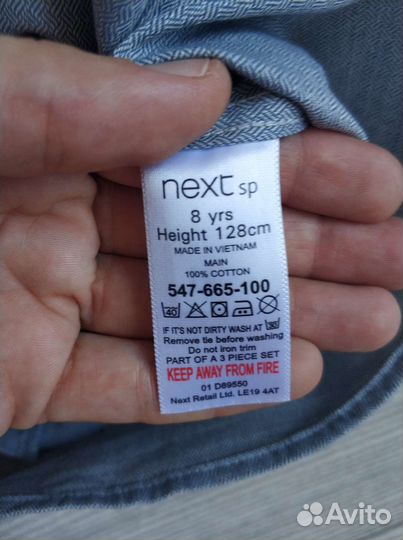 next sp
8 yrs
Height 128cm
MADE IN VIETNAM
MAIN
100% COTTON
547-665-100
40
IF IT'S NOT DIRTY WASH AT 30
Remove tie before washing
Do not iron trim
PART OF A 3 PIECE SET
KEEP AWAY FROM FIRE
01 D89550
Next Retail Ltd. LE19 4AT
Avito